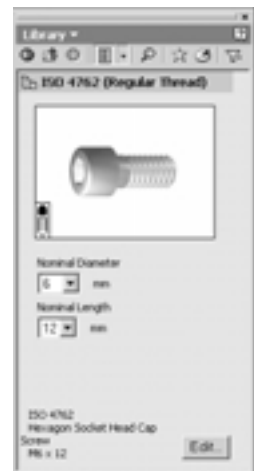 Library
ISO 4762 (Regular Thread)
Nominal Diameter
6 mm
Nominal Length
12 mm
ISO 4762
Hexagon Socket Head Cap
Screw
M6 x 12
Edit...